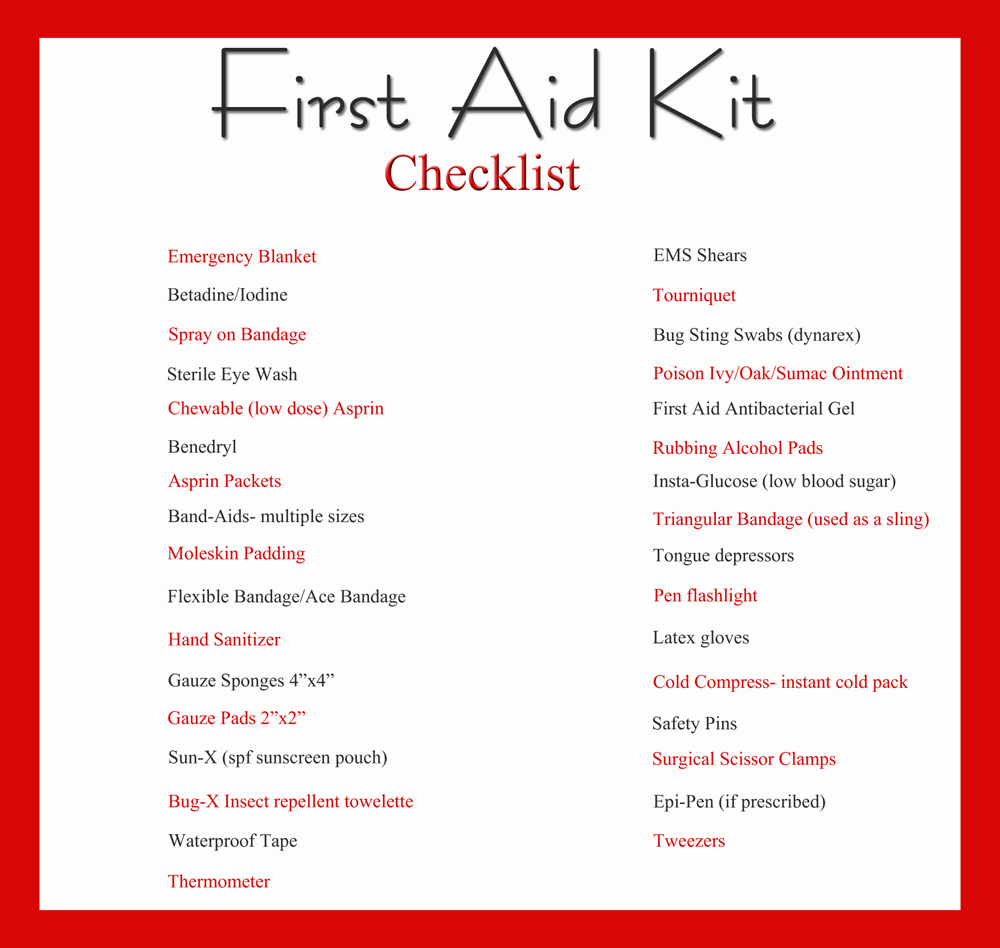 First Aid Kit
Checklist
Emergency Blanket
Betadine/Iodine
Spray on Bandage
Sterile Eye Wash
Chewable (low dose) Asprin
Benedryl
Asprin Packets
Band-Aids- multiple sizes
Moleskin Padding
Flexible Bandage/Ace Bandage
Hand Sanitizer
Gauze Sponges 4”x4”
Gauze Pads 2”x2”
Sun-X (spf sunscreen pouch)
Bug-X Insect repellent towelette
Waterproof Tape
Thermometer
EMS Shears
Tourniquet
Bug Sting Swabs (dynarex)
Poison Ivy/Oak/Sumac Ointment
First Aid Antibacterial Gel
Rubbing Alcohol Pads
Insta-Glucose (low blood sugar)
Triangular Bandage (used as a sling)
Tongue depressors
Pen flashlight
Latex gloves
Cold Compress- instant cold pack
Safety Pins
Surgical Scissor Clamps
Epi-Pen (if prescribed)
Tweezers